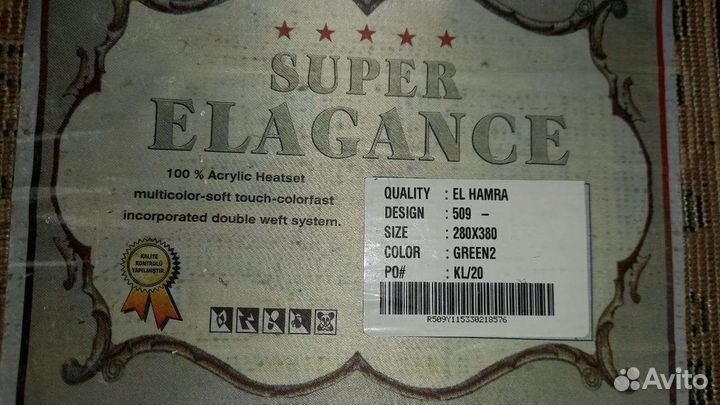 SUPER
ELAGANCE
100 % Acrylic Heatset
multicolor-soft touch-colorfast
incorporated double weft system.
KALİTE
KONTROLÜ
YAPILMIŞTIR
QUALITY : EL HAMRA
DESIGN : 509 -
SIZE : 280X380
COLOR : GREEN2
PO# : KL/20
R509Y115330218576
Avito